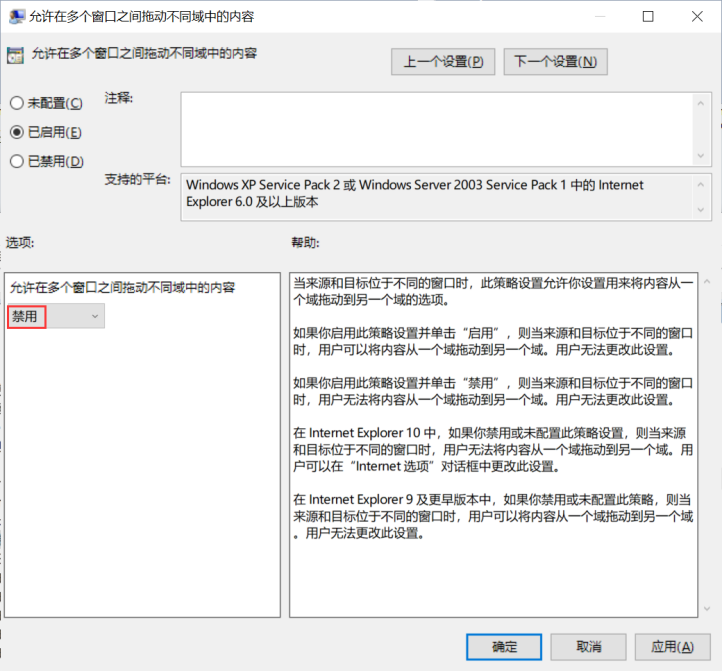 允许在多个窗口之间拖动不同域中的内容
允许在多个窗口之间拖动不同域中的内容
上一个设置(P)
下一个设置(N)
未配置(C)
注释:
已启用(E)
已禁用(D)
支持的平台:
Windows XP Service Pack 2 或 Windows Server 2003 Service Pack 1 中的 Internet
Explorer 6.0 及以上版本
选项:
帮助:
允许在多个窗口之间拖动不同域中的内容
禁用
当来源和目标位于不同的窗口时，此策略设置允许你设置用来将内容从一
个域拖动到另一个域的选项。
如果你启用此策略设置并单击“启用”，则当来源和目标位于不同的窗口
时，用户可以将内容从一个域拖动到另一个域。用户无法更改此设置。
如果你启用此策略设置并单击“禁用”，则当来源和目标位于不同的窗口
时，用户无法将内容从一个域拖动到另一个域。用户无法更改此设置。
在 Internet Explorer 10 中，如果你禁用或未配置此策略设置，则当来源
和目标位于不同的窗口时，用户无法将内容从一个域拖动到另一个域。用
户可以在“Internet 选项”对话框中更改此设置。
在 Internet Explorer 9 及更早版本中，如果你禁用或未配置此策略，则当
来源和目标位于不同的窗口时，用户可以将内容从一个域拖动到另一个域
。用户无法更改此设置。
确定
取消
应用(A)